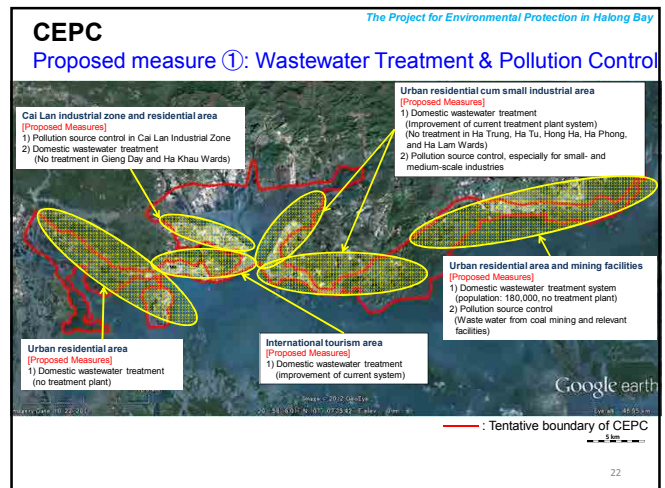 The Project for Environmental Protection in Halong Bay
CEPC
Proposed measure ①: Wastewater Treatment & Pollution Control
Cai Lan industrial zone and residential area
[Proposed Measures]
1) Pollution source control in Cai Lan Industrial Zone
2) Domestic wastewater treatment
(No treatment in Gieng Day and Ha Khau Wards)
Urban residential cum small industrial area
[Proposed Measures]
1) Domestic wastewater treatment
(Improvement of current treatment plant system)
(No treatment in Ha Trung, Ha Tu, Hong Ha, Ha Phong,
and Ha Lam Wards)
2) Pollution source control, especially for small- and
medium-scale industries
Urban residential area and mining facilities
[Proposed Measures]
1) Domestic wastewater treatment system
(population: 180,000, no treatment plant)
2) Pollution source control
(Waste water from coal mining and relevant
facilities)
Urban residential area
[Proposed Measures]
1) Domestic wastewater treatment
(no treatment plant)
International tourism area
[Proposed Measures]
1) Domestic wastewater treatment
(improvement of current system)
Google earth
: Tentative boundary of CEPC
5 km
22